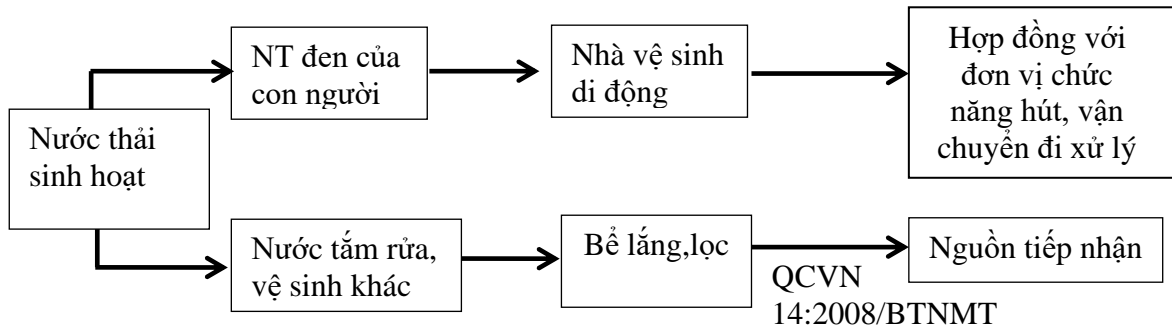 Nước thải
sinh hoạt
NT đen của
con người
Nhà vệ sinh
di động
Hợp đồng với
đơn vị chức
năng hút, vận
chuyển đi xử lý
Nước tắm rửa,
vệ sinh khác
Bể lắng,lọc
QCVN
14:2008/BTNMT
Nguồn tiếp nhận